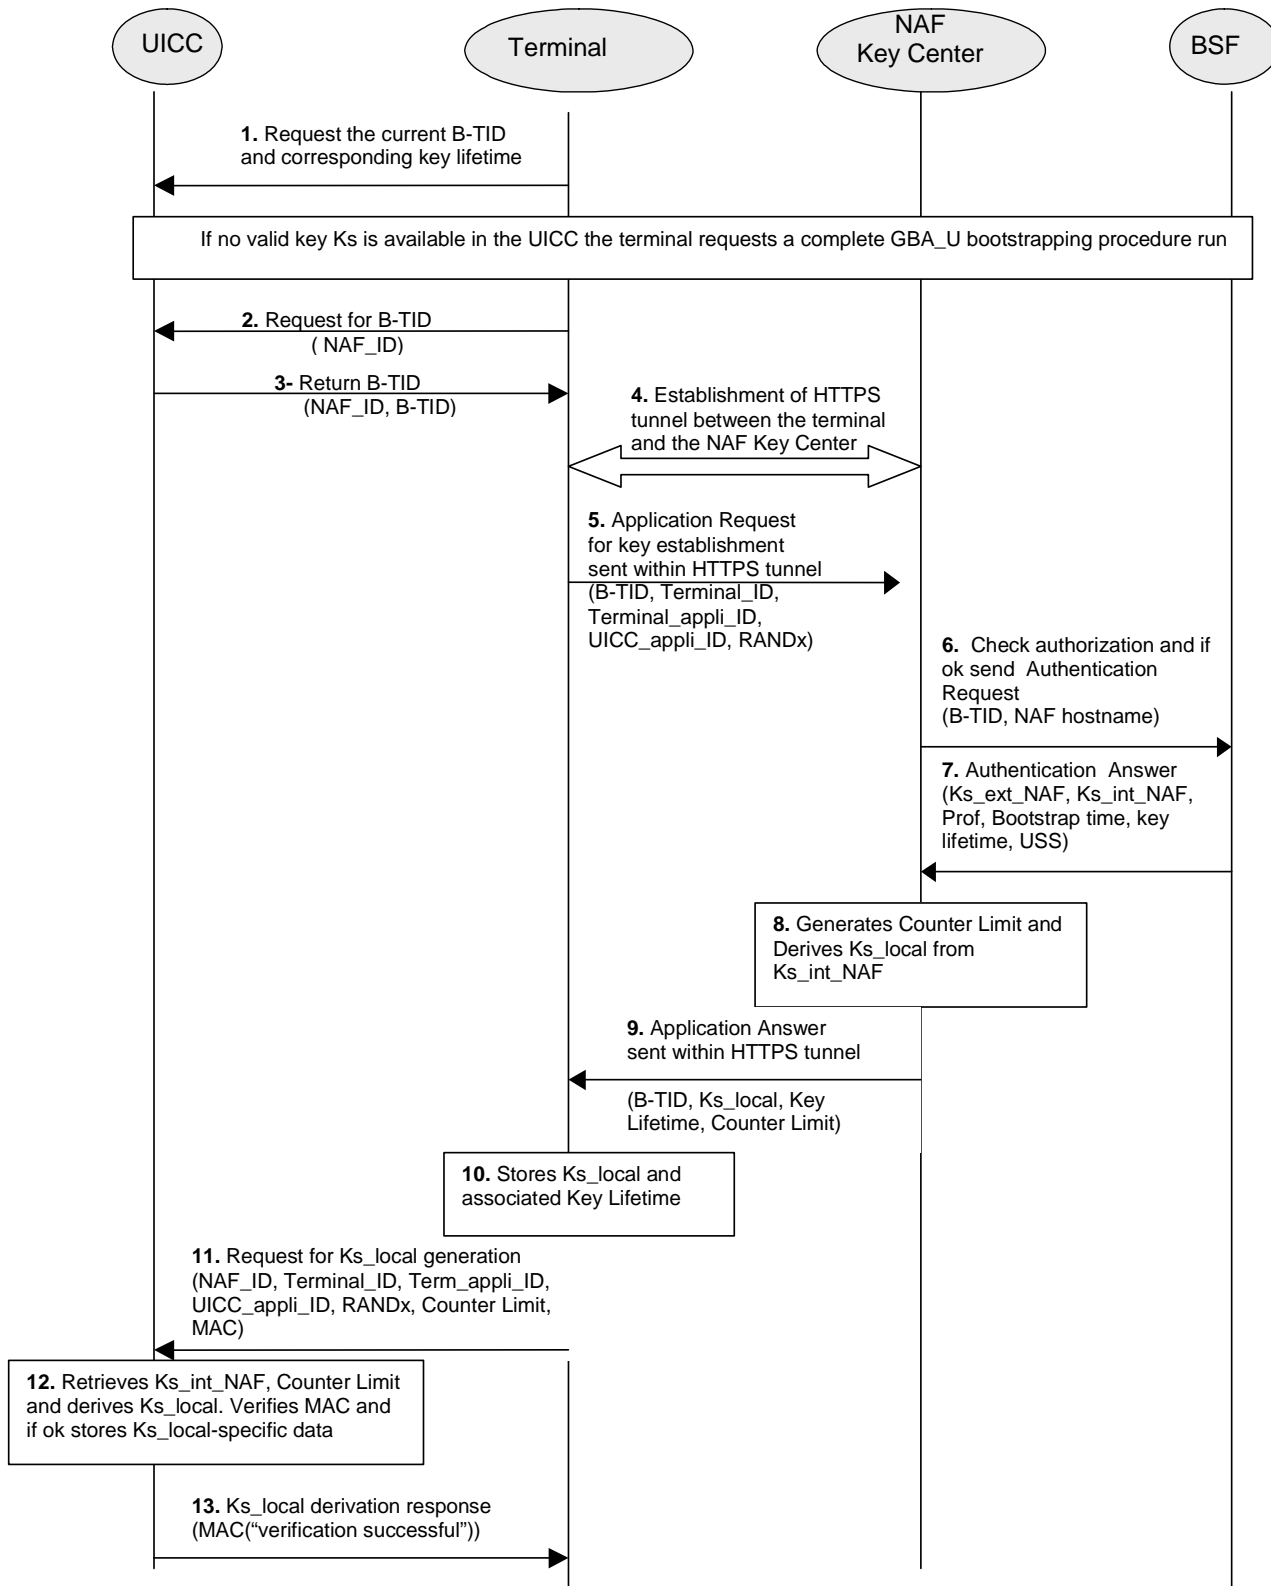 UICC
Terminal
NAF
Key Center
BSF
1. Request the current B-TID
and corresponding key lifetime
If no valid key Ks is available in the UICC the terminal requests a complete GBA_U bootstrapping procedure run
2. Request for B-TID
( NAF_ID)
3- Return B-TID
(NAF_ID, B-TID)
4. Establishment of HTTPS
tunnel between the terminal
and the NAF Key Center
5. Application Request
for key establishment
sent within HTTPS tunnel
(B-TID, Terminal_ID,
Terminal_appli_ID,
UICC_appli_ID, RANDx)
6. Check authorization and if
ok send Authentication
Request
(B-TID, NAF hostname)
7. Authentication Answer
(Ks_ext_NAF, Ks_int_NAF,
Prof, Bootstrap time, key
lifetime, USS)
8. Generates Counter Limit and
Derives Ks_local from
Ks_int_NAF
9. Application Answer
sent within HTTPS tunnel
(B-TID, Ks_local, Key
Lifetime, Counter Limit)
10. Stores Ks_local and
associated Key Lifetime
11. Request for Ks_local generation
(NAF_ID, Terminal_ID, Term_appli_ID,
UICC_appli_ID, RANDx, Counter Limit,
MAC)
12. Retrieves Ks_int_NAF, Counter Limit
and derives Ks_local. Verifies MAC and
if ok stores Ks_local-specific data
13. Ks_local derivation response
(MAC(“verification successful”))